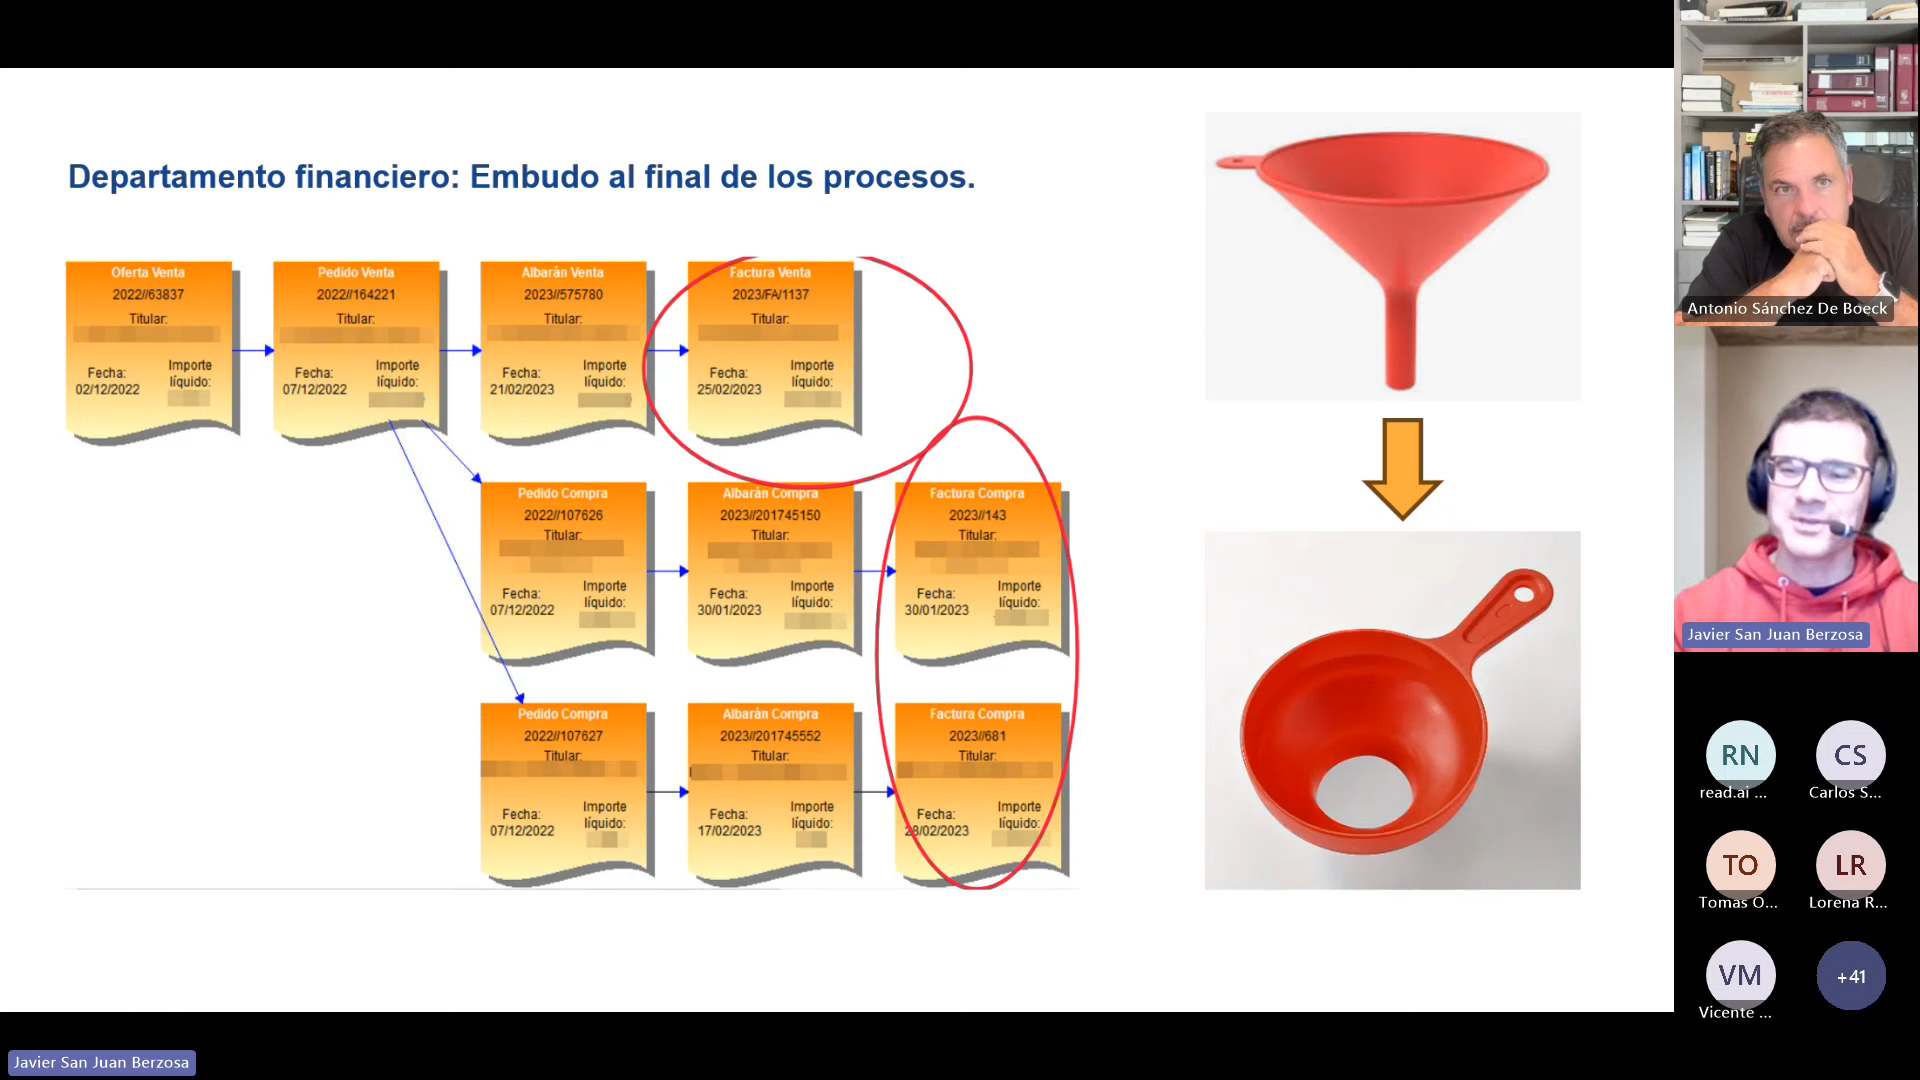 Departamento financiero: Embudo al final de los procesos.
Oferta Venta
2022//63837
Titular:
Fecha:
02/12/2022
Importe
líquido:
Pedido Venta
2022//164221
Titular:
Fecha:
07/12/2022
Importe
líquido:
Albarán Venta
2023//575780
Titular:
Fecha:
21/02/2023
Importe
líquido:
Factura Venta
2023/FA/1137
Titular:
Fecha:
25/02/2023
Importe
líquido:
Pedido Compra
2022//107626
Titular:
Fecha:
07/12/2022
Importe
líquido:
Albarán Compra
2023//201745150
Titular:
Fecha:
30/01/2023
Importe
líquido:
Factura Compra
2023//143
Titular:
Fecha:
30/01/2023
Importe
líquido:
Pedido Compra
2022//107627
Titular:
Fecha:
07/12/2022
Importe
líquido:
Albarán Compra
2023//201745552
Titular:
Fecha:
17/02/2023
Importe
líquido:
Factura Compra
2023//681
Titular:
Fecha:
28/02/2023
Importe
líquido:
Antonio Sánchez De Boeck
Javier San Juan Berzosa
RN
read.ai ...
CS
Carlos S...
TO
Tomas O...
LR
Lorena R...
VM
Vicente ...
+41
Javier San Juan Berzosa